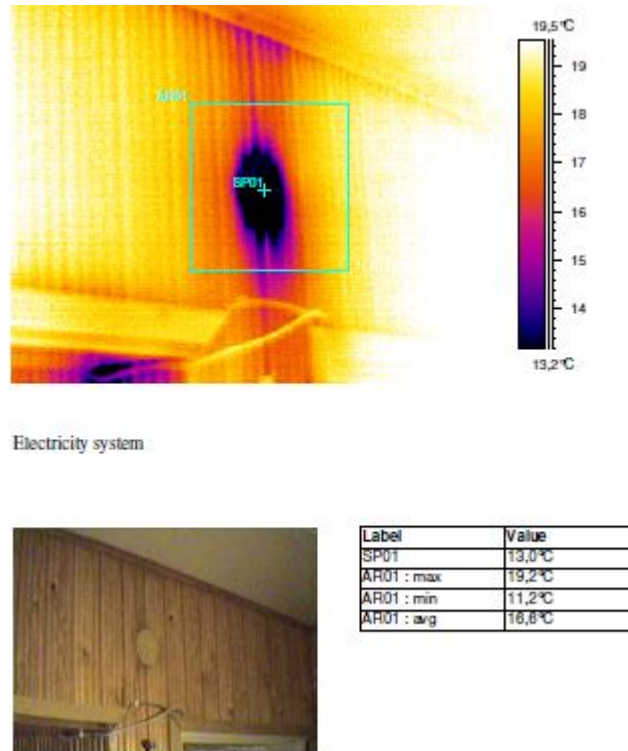 19,5°C
19
AR01
18
17
SP01
16
15
14
13,2°C
Electricity system
Label Value
SP01 13,0°C
AR01 : max 19,2°C
AR01 : min 11,2°C
AR01 : avg 16,6°C